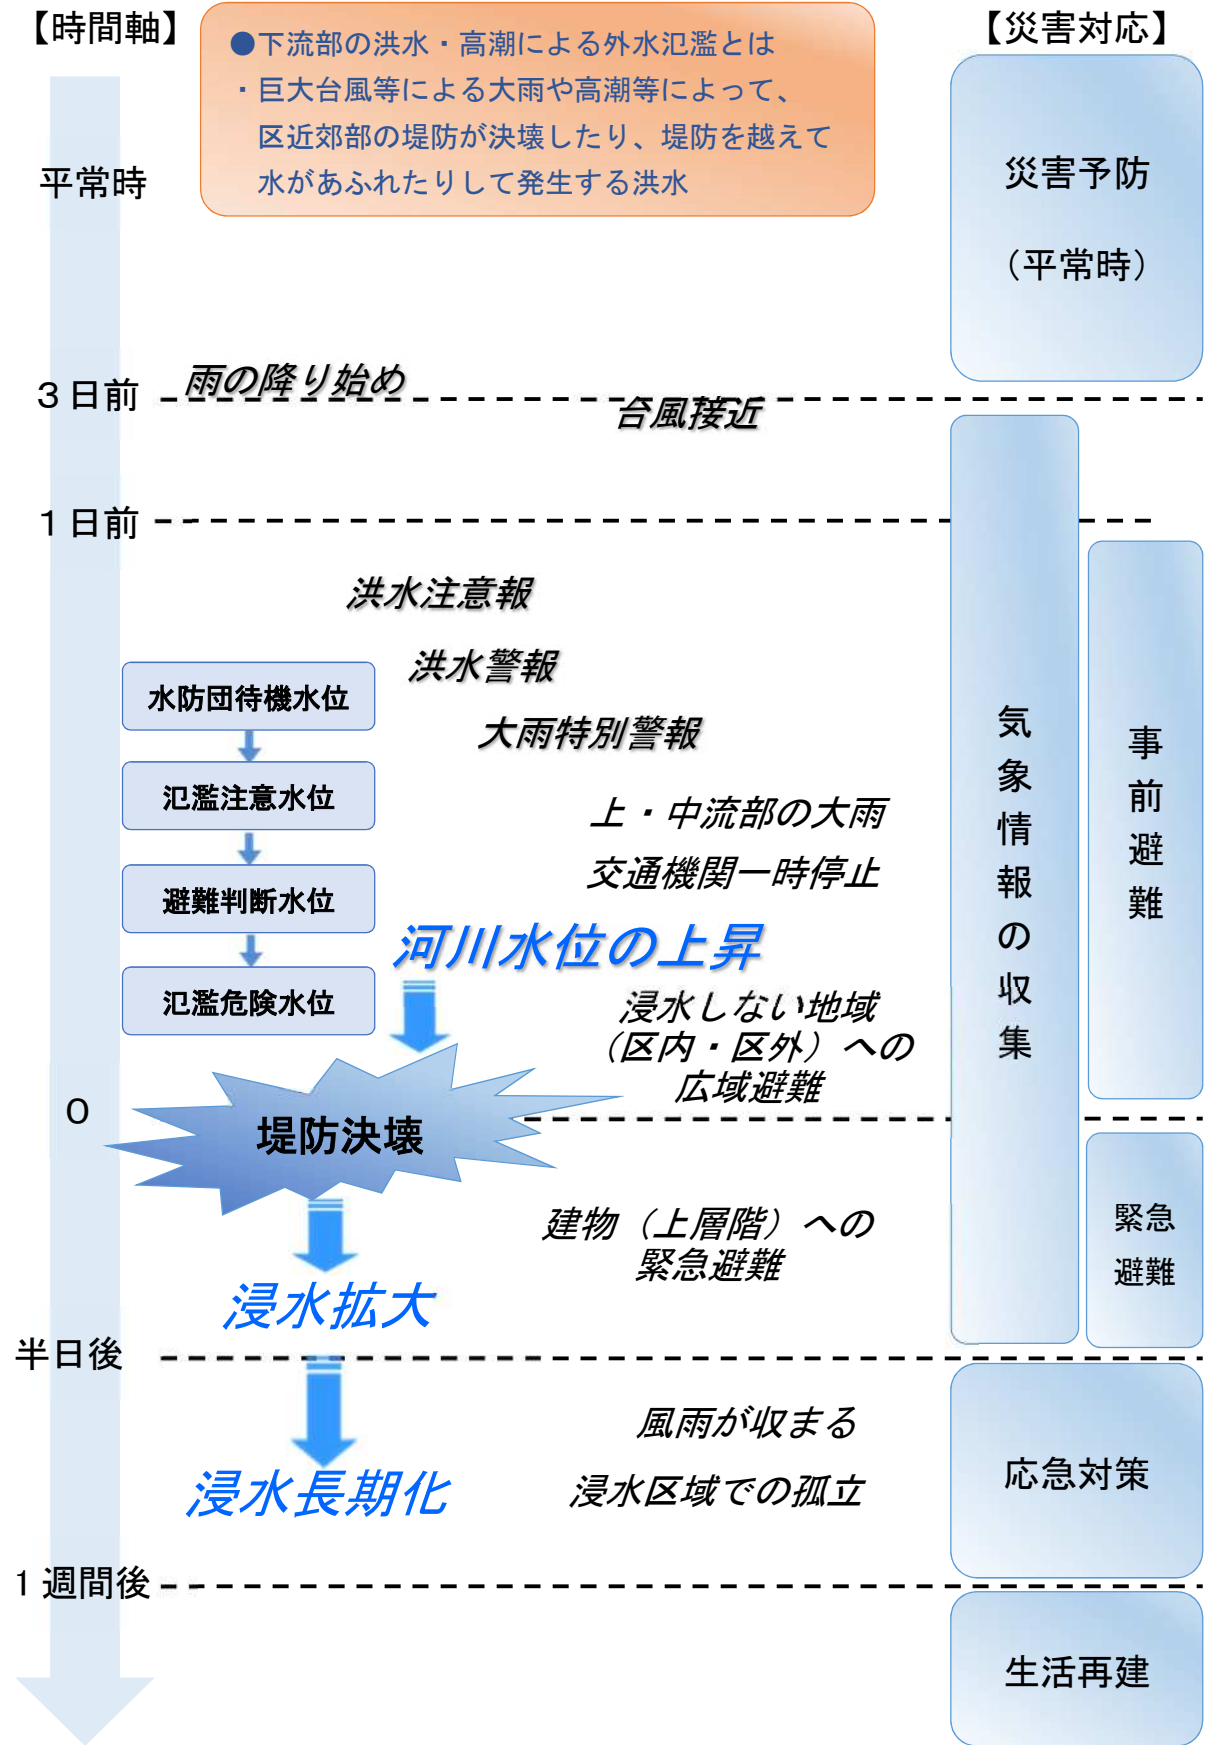 【時間軸】
【災害対応】
●下流部の洪水・高潮による外水氾濫とは
・巨大台風等による大雨や高潮等によって、
区近郊部の堤防が決壊したり、堤防を越えて
水があふれたりして発生する洪水
平常時
災害予防
（平常時）
3日前
雨の降り始め
台風接近
1日前
洪水注意報
洪水警報
大雨特別警報
水防団待機水位
氾濫注意水位
避難判断水位
氾濫危険水位
上・中流部の大雨
交通機関一時停止
河川水位の上昇
浸水しない地域
（区内・区外）への
広域避難
気象情報の収集
事前避難
0
堤防決壊
建物（上層階）への
緊急避難
緊急
避難
浸水拡大
半日後
風雨が収まる
浸水長期化
浸水区域での孤立
応急対策
1週間後
生活再建